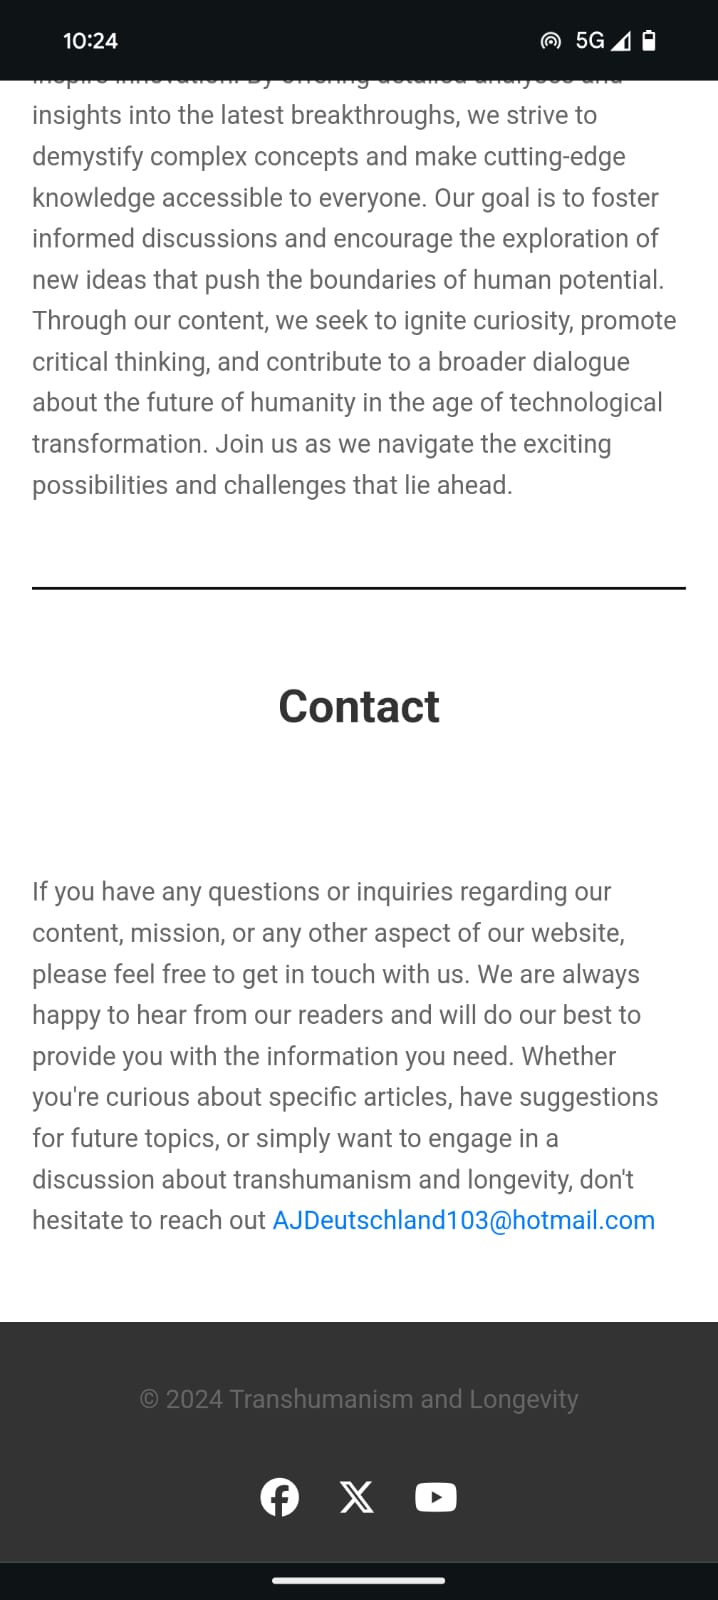 10:24
5G
insights into the latest breakthroughs, we strive to
demystify complex concepts and make cutting-edge
knowledge accessible to everyone. Our goal is to foster
informed discussions and encourage the exploration of
new ideas that push the boundaries of human potential.
Through our content, we seek to ignite curiosity, promote
critical thinking, and contribute to a broader dialogue
about the future of humanity in the age of technological
transformation. Join us as we navigate the exciting
possibilities and challenges that lie ahead.
Contact
If you have any questions or inquiries regarding our
content, mission, or any other aspect of our website,
please feel free to get in touch with us. We are always
happy to hear from our readers and will do our best to
provide you with the information you need. Whether
you're curious about specific articles, have suggestions
for future topics, or simply want to engage in a
discussion about transhumanism and longevity, don't
hesitate to reach out AJDeutschland103@hotmail.com
© 2024 Transhumanism and Longevity